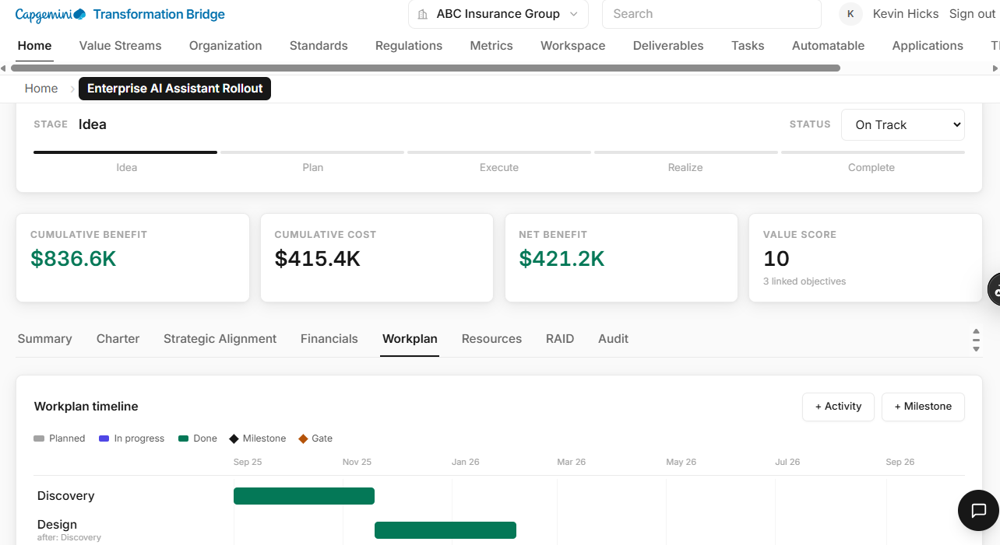 Capgemini Transformation Bridge ABC Insurance Group Search K Kevin Hicks Sign out
Home Value Streams Organization Standards Regulations Metrics Workspace Deliverables Tasks Automatable Applications
Home Enterprise AI Assistant Rollout
STAGE Idea STATUS On Track
Idea Plan Execute Realize Complete
CUMULATIVE BENEFIT CUMULATIVE COST NET BENEFIT VALUE SCORE
$836.6K $415.4K $421.2K 10
3 linked objectives
Summary Charter Strategic Alignment Financials Workplan Resources RAID Audit
Workplan timeline + Activity + Milestone
Planned In progress Done Milestone Gate
Sep 25 Nov 25 Jan 26 Mar 26 May 26 Jul 26 Sep 26
Discovery
Design
after: Discovery